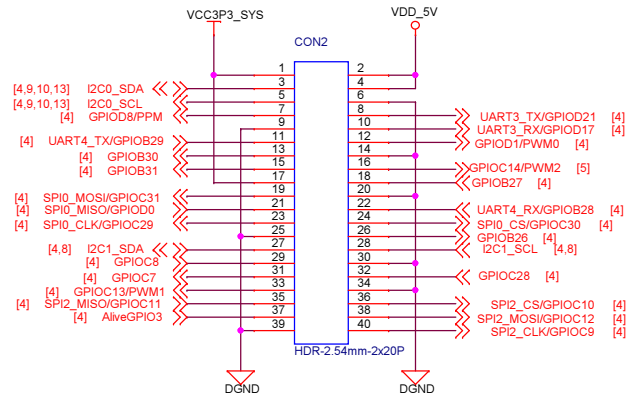 VCC3P3_SYS VDD_5V
CON2
1 2
[4,9,10,13] I2C0_SDA 3 4
[4,9,10,13] I2C0_SCL 5 6
[4] GPIOD8/PPM 7 8 UART3_TX/GPIOD21 [4]
9 10 UART3_RX/GPIOD17 [4]
[4] UART4_TX/GPIOB29 11 12 GPIOD1/PWM0 [4]
[4] GPIOB30 13 14
[4] GPIOB31 15 16 GPIOC14/PWM2 [5]
17 18 GPIOB27 [4]
[4] SPI0_MOSI/GPIOC31 19 20
[4] SPI0_MISO/GPIOD0 21 22 UART4_RX/GPIOB28 [4]
[4] SPI0_CLK/GPIOC29 23 24 SPI0_CS/GPIOC30 [4]
25 26 GPIOB26 [4]
[4,8] I2C1_SDA 27 28 I2C1_SCL [4,8]
[4] GPIOC8 29 30
[4] GPIOC7 31 32 GPIOC28 [4]
[4] GPIOC13/PWM1 33 34
[4] SPI2_MISO/GPIOC11 35 36 SPI2_CS/GPIOC10 [4]
[4] AliveGPIO3 37 38 SPI2_MOSI/GPIOC12 [4]
39 40 SPI2_CLK/GPIOC9 [4]
HDR-2.54mm-2x20P
DGND DGND